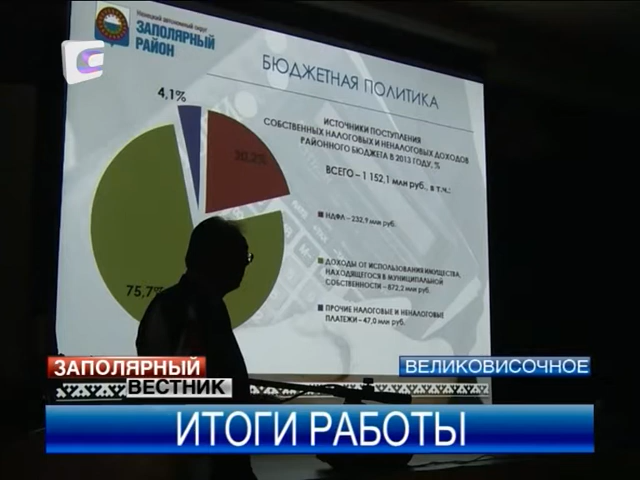 Ненецкий автономный округ
ЗАПОЛЯРНЫЙ
РАЙОН
БЮДЖЕТНАЯ ПОЛИТИКА
4,1%
20,2%
75,7%
ИСТОЧНИКИ ПОСТУПЛЕНИЯ
СОБСТВЕННЫХ НАЛОГОВЫХ И НЕНАЛОГОВЫХ ДОХОДОВ
РАЙОННОГО БЮДЖЕТА В 2013 ГОДУ, %
ВСЕГО – 1 152,1 млн руб., в т.ч.:
НДФЛ – 232,9 млн руб.
ДОХОДЫ ОТ ИСПОЛЬЗОВАНИЯ ИМУЩЕСТВА,
НАХОДЯЩЕГОСЯ В МУНИЦИПАЛЬНОЙ
СОБСТВЕННОСТИ – 872,2 млн руб.
ПРОЧИЕ НАЛОГОВЫЕ И НЕНАЛОГОВЫЕ
ПЛАТЕЖИ – 47,0 млн руб.
ЗАПОЛЯРНЫЙ
ВЕСТНИК
ВЕЛИКОВИСОЧНОЕ
ИТОГИ РАБОТЫ